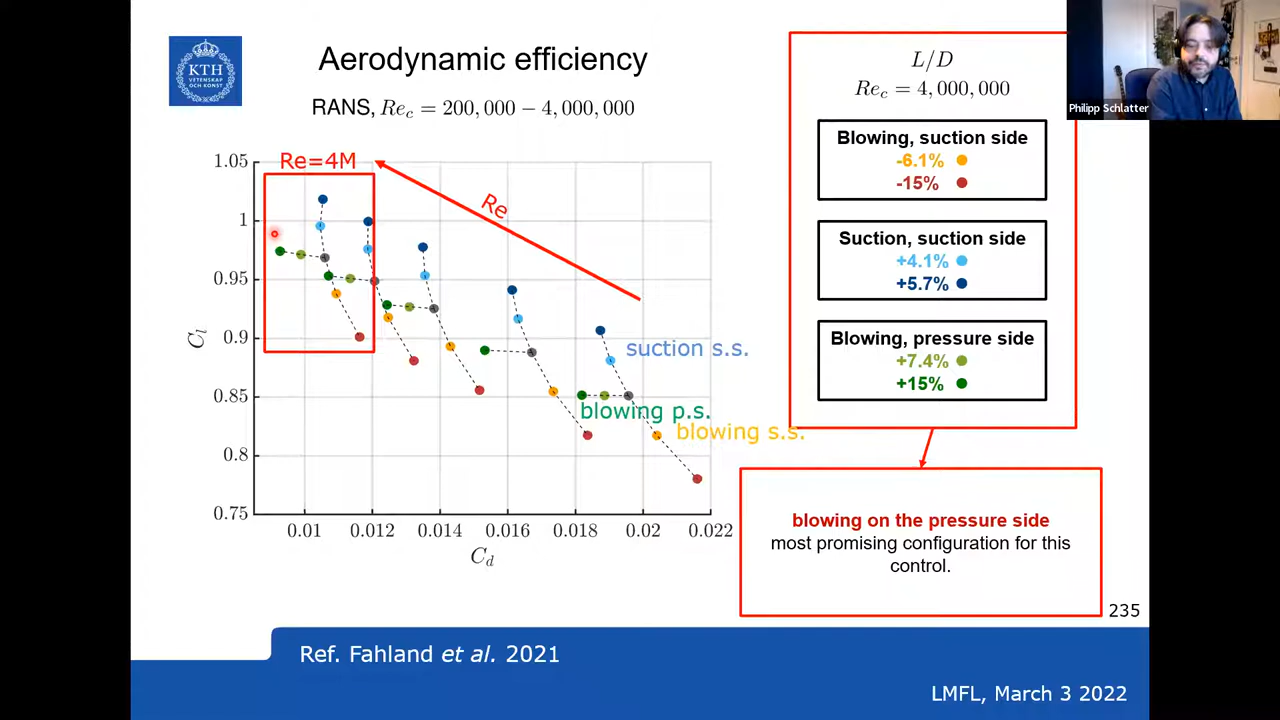 KTH
VETENSKAP
OCH KONST
Aerodynamic efficiency
RANS, Re_c = 200,000 − 4,000,000
Re=4M
Re
1.05
1
0.95
0.9
0.85
0.8
0.75
C_l
0.01
0.012
0.014
0.016
0.018
0.02
0.022
C_d
suction s.s.
blowing p.s.
blowing s.s.
L/D
Re_c = 4,000,000
Blowing, suction side
-6.1%
-15%
Suction, suction side
+4.1%
+5.7%
Blowing, pressure side
+7.4%
+15%
blowing on the pressure side
most promising configuration for this
control.
Philipp Schlatter
235
Ref. Fahland et al. 2021
LMFL, March 3 2022